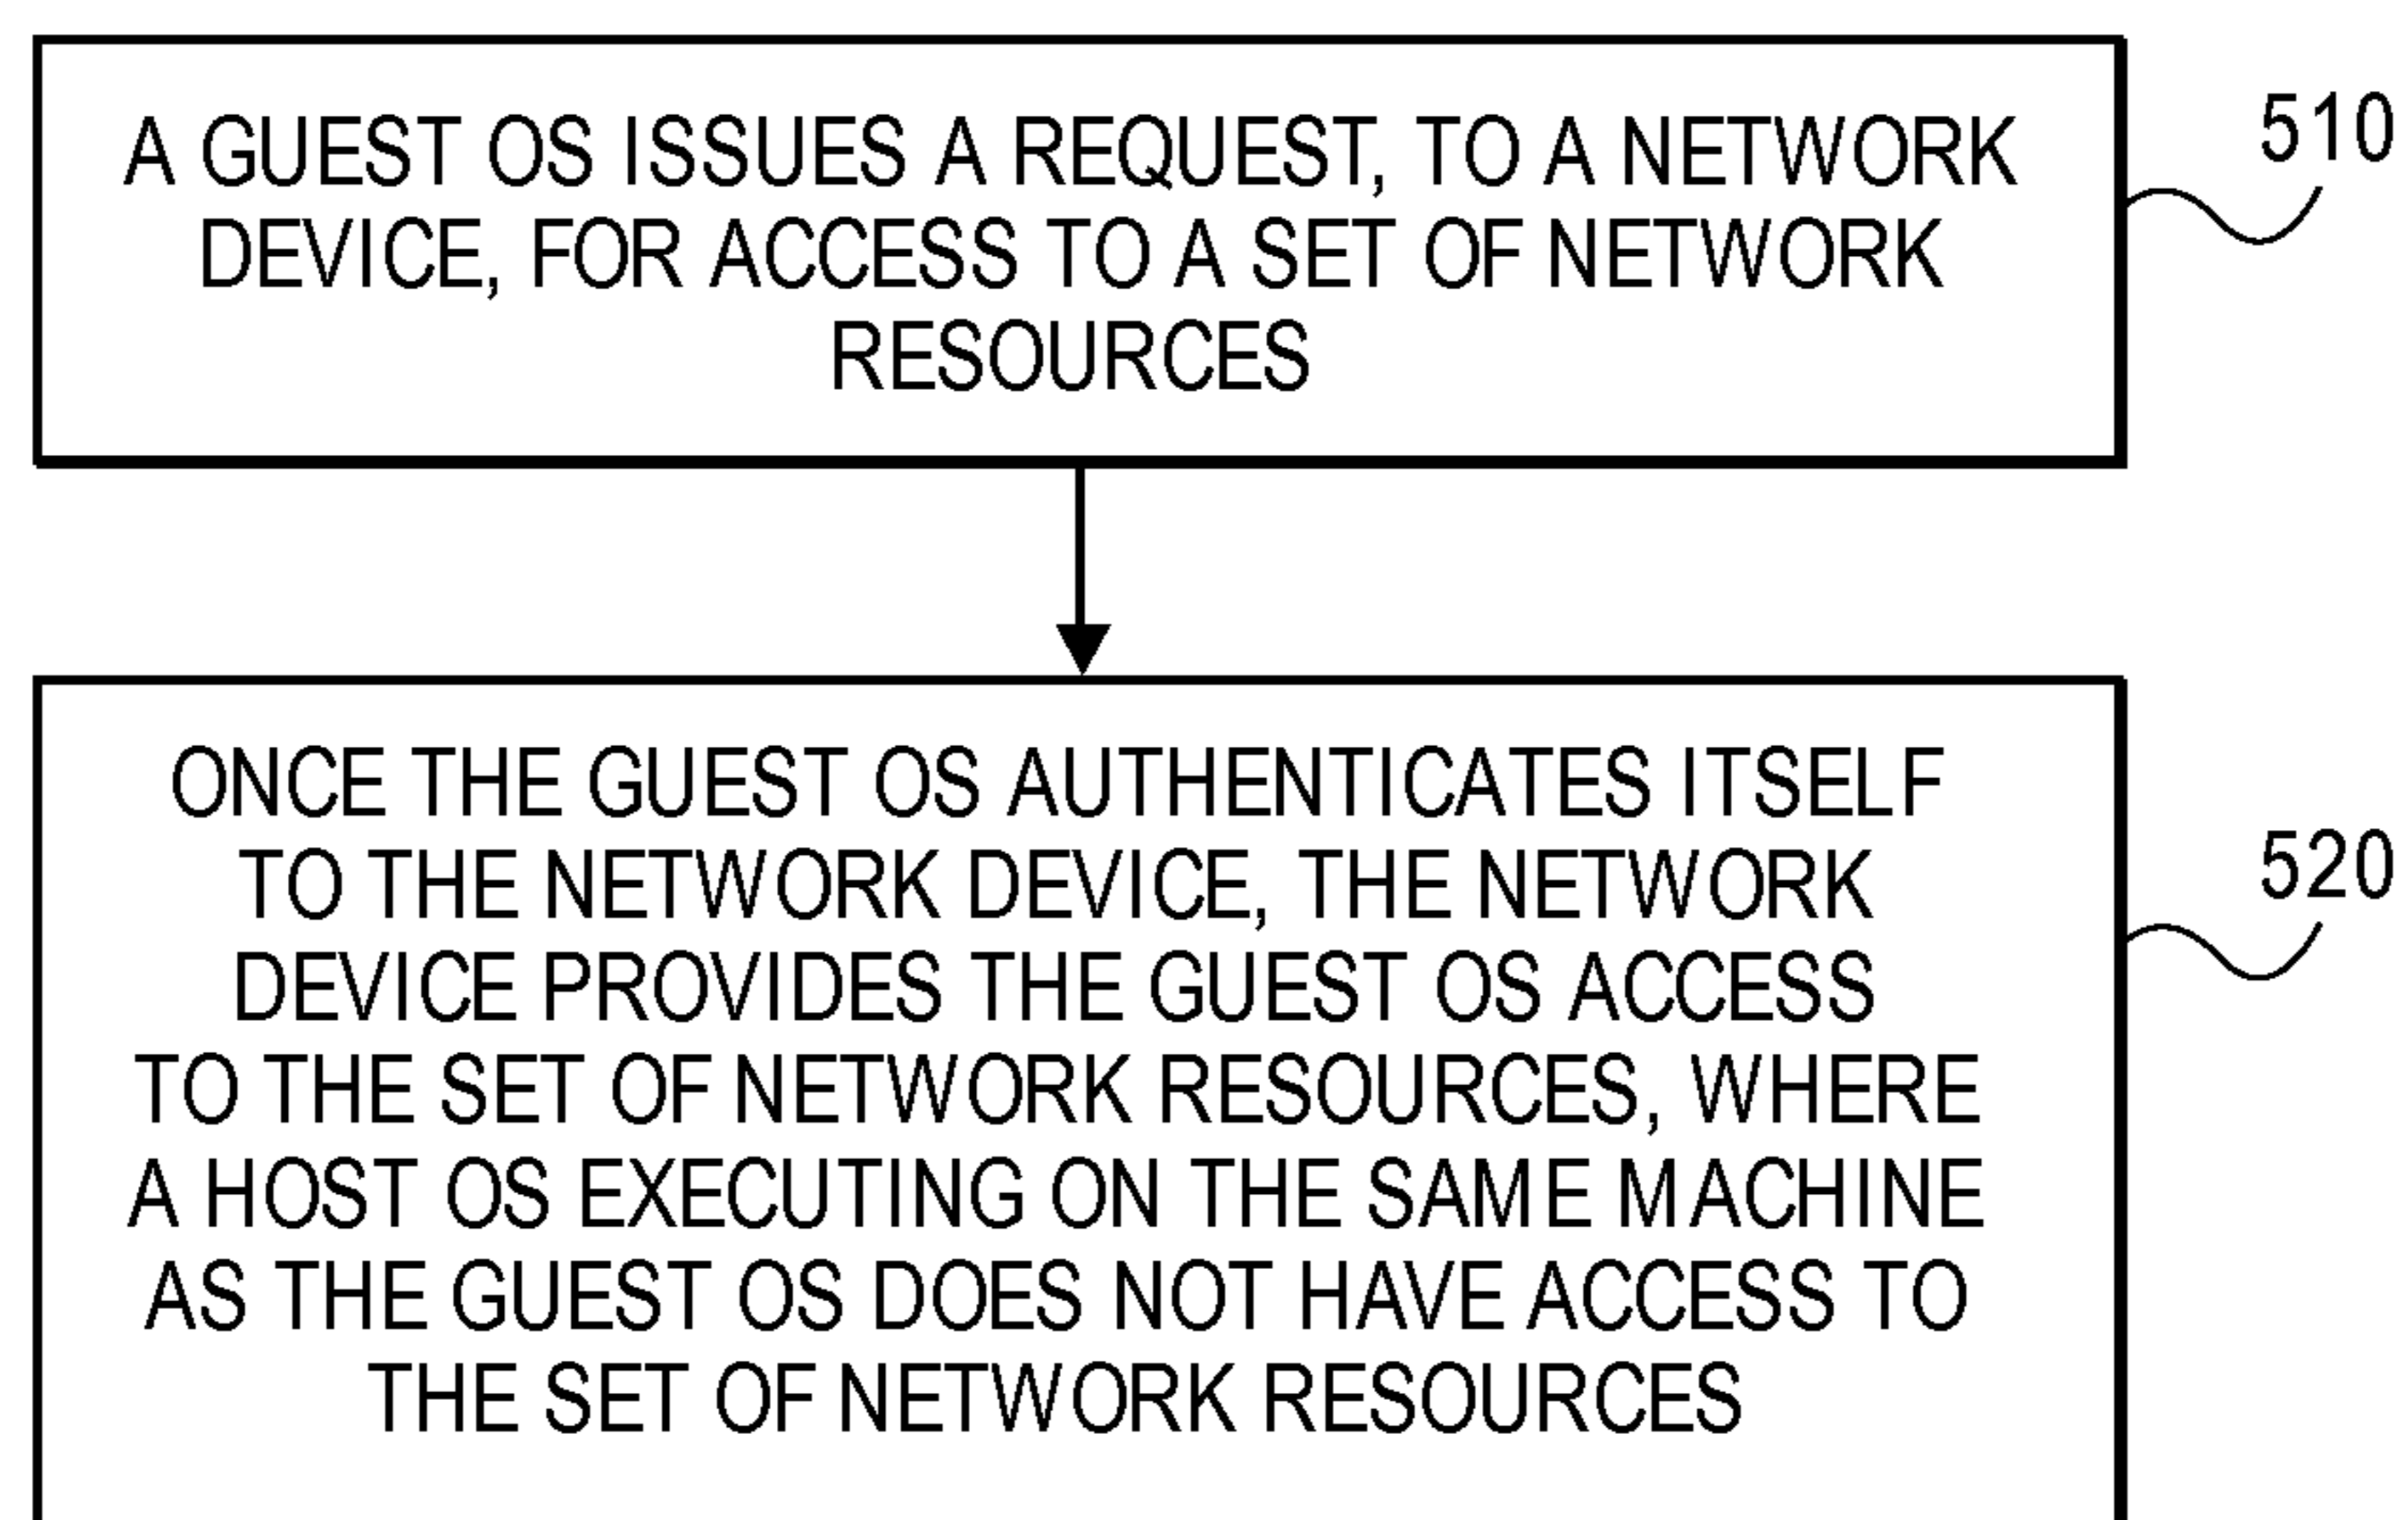 A GUEST OS ISSUES A REQUEST, TO A NETWORK
DEVICE, FOR ACCESS TO A SET OF NETWORK
RESOURCES
510
ONCE THE GUEST OS AUTHENTICATES ITSELF
TO THE NETWORK DEVICE, THE NETWORK
DEVICE PROVIDES THE GUEST OS ACCESS
TO THE SET OF NETWORK RESOURCES, WHERE
A HOST OS EXECUTING ON THE SAME MACHINE
AS THE GUEST OS DOES NOT HAVE ACCESS TO
THE SET OF NETWORK RESOURCES
520